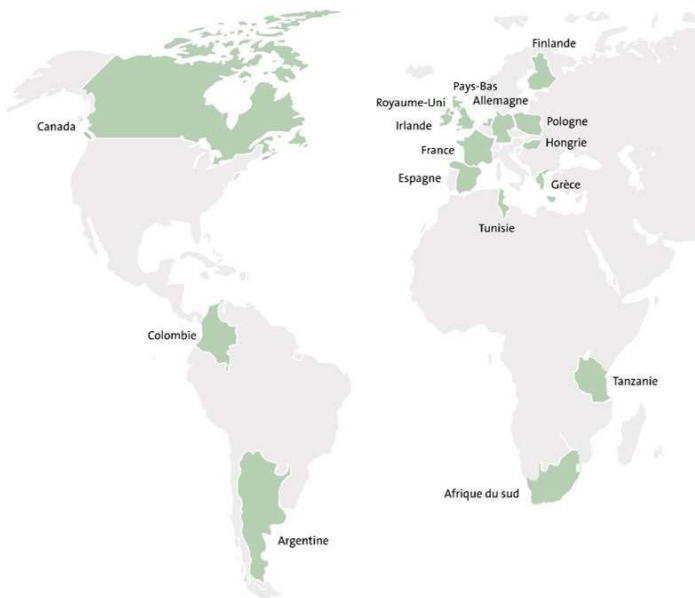 Finlande
Pays-Bas
Royaume-Uni
Allemagne
Canada
Irlande
Pologne
France
Hongrie
Espagne
Grèce
Tunisie
Colombie
Tanzanie
Afrique du sud
Argentine